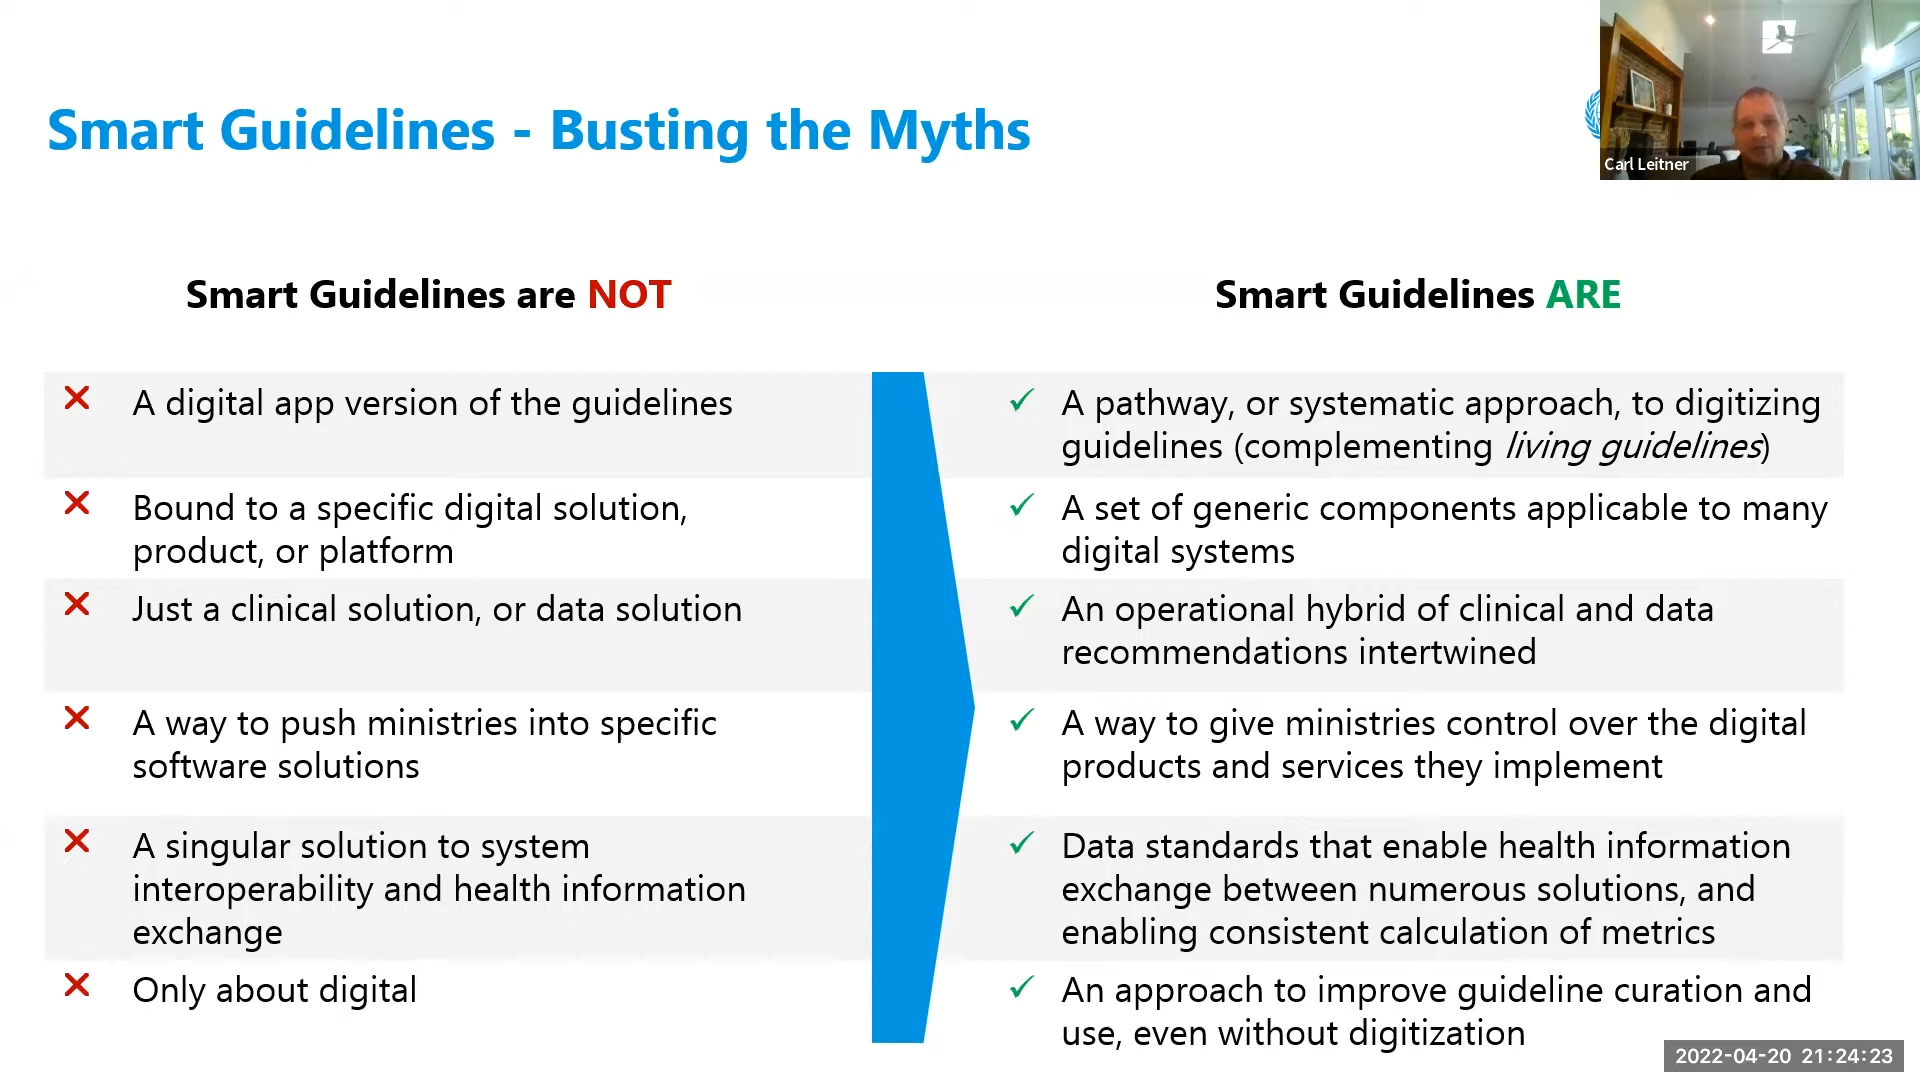 Smart Guidelines - Busting the Myths
Carl Leitner
Smart Guidelines are NOT
A digital app version of the guidelines
Bound to a specific digital solution,
product, or platform
Just a clinical solution, or data solution
A way to push ministries into specific
software solutions
A singular solution to system
interoperability and health information
exchange
Only about digital
Smart Guidelines ARE
A pathway, or systematic approach, to digitizing
guidelines (complementing living guidelines)
A set of generic components applicable to many
digital systems
An operational hybrid of clinical and data
recommendations intertwined
A way to give ministries control over the digital
products and services they implement
Data standards that enable health information
exchange between numerous solutions, and
enabling consistent calculation of metrics
An approach to improve guideline curation and
use, even without digitization
2022-04-20 21:24:23